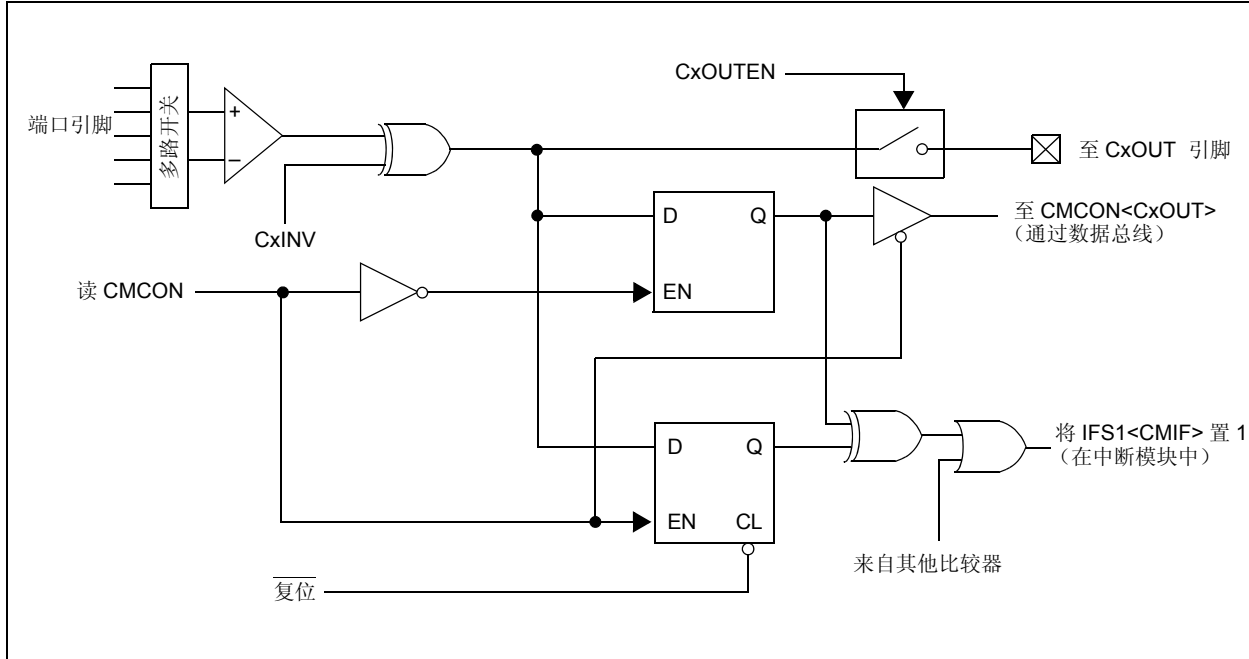 CxOUTEN
端口引脚
多路开关
+
–
至 CxOUT 引脚
CxINV
D
Q
至 CMCON<CxOUT>
（通过数据总线）
读 CMCON
EN
D
Q
将 IFS1<CMIF> 置 1
（在中断模块中）
EN
CL
来自其他比较器
复位